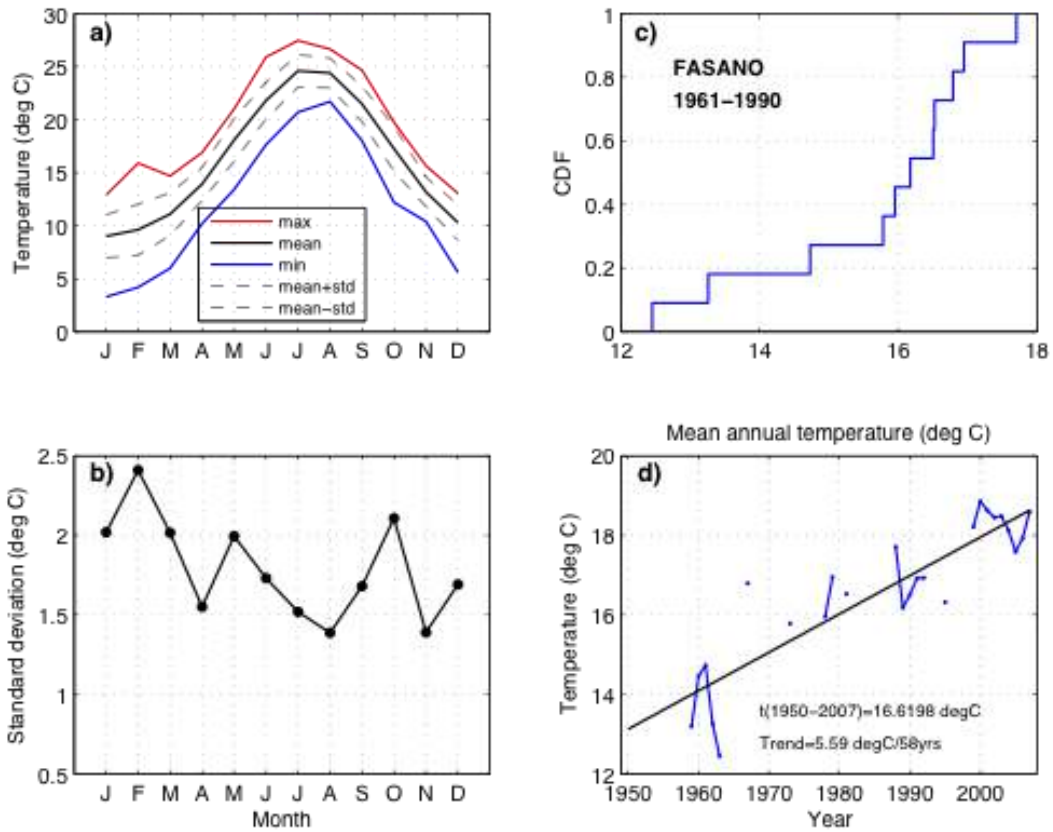 a)
Temperature (deg C)
30
25
20
15
10
5
0
max
mean
min
mean+std
mean−std
J F M A M J J A S O N D
c)
FASANO
1961−1990
CDF
1
0.8
0.6
0.4
0.2
0
12 14 16 18
b)
Standard deviation (deg C)
2.5
2
1.5
1
0.5
J F M A M J J A S O N D
Month
Mean annual temperature (deg C)
d)
Temperature (deg C)
20
18
16
14
12
t(1950−2007)=16.6198 degC
Trend=5.59 degC/58yrs
1950 1960 1970 1980 1990 2000
Year